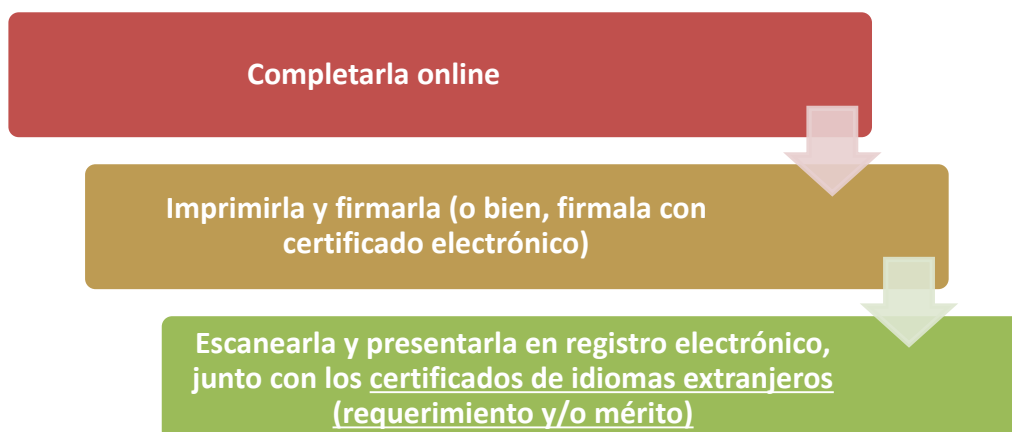 Completarla online
Imprimirla y firmarla (o bien, firmala con
certificado electrónico)
Escanearla y presentarla en registro electrónico,
junto con los certificados de idiomas extranjeros
(requerimiento y/o mérito)